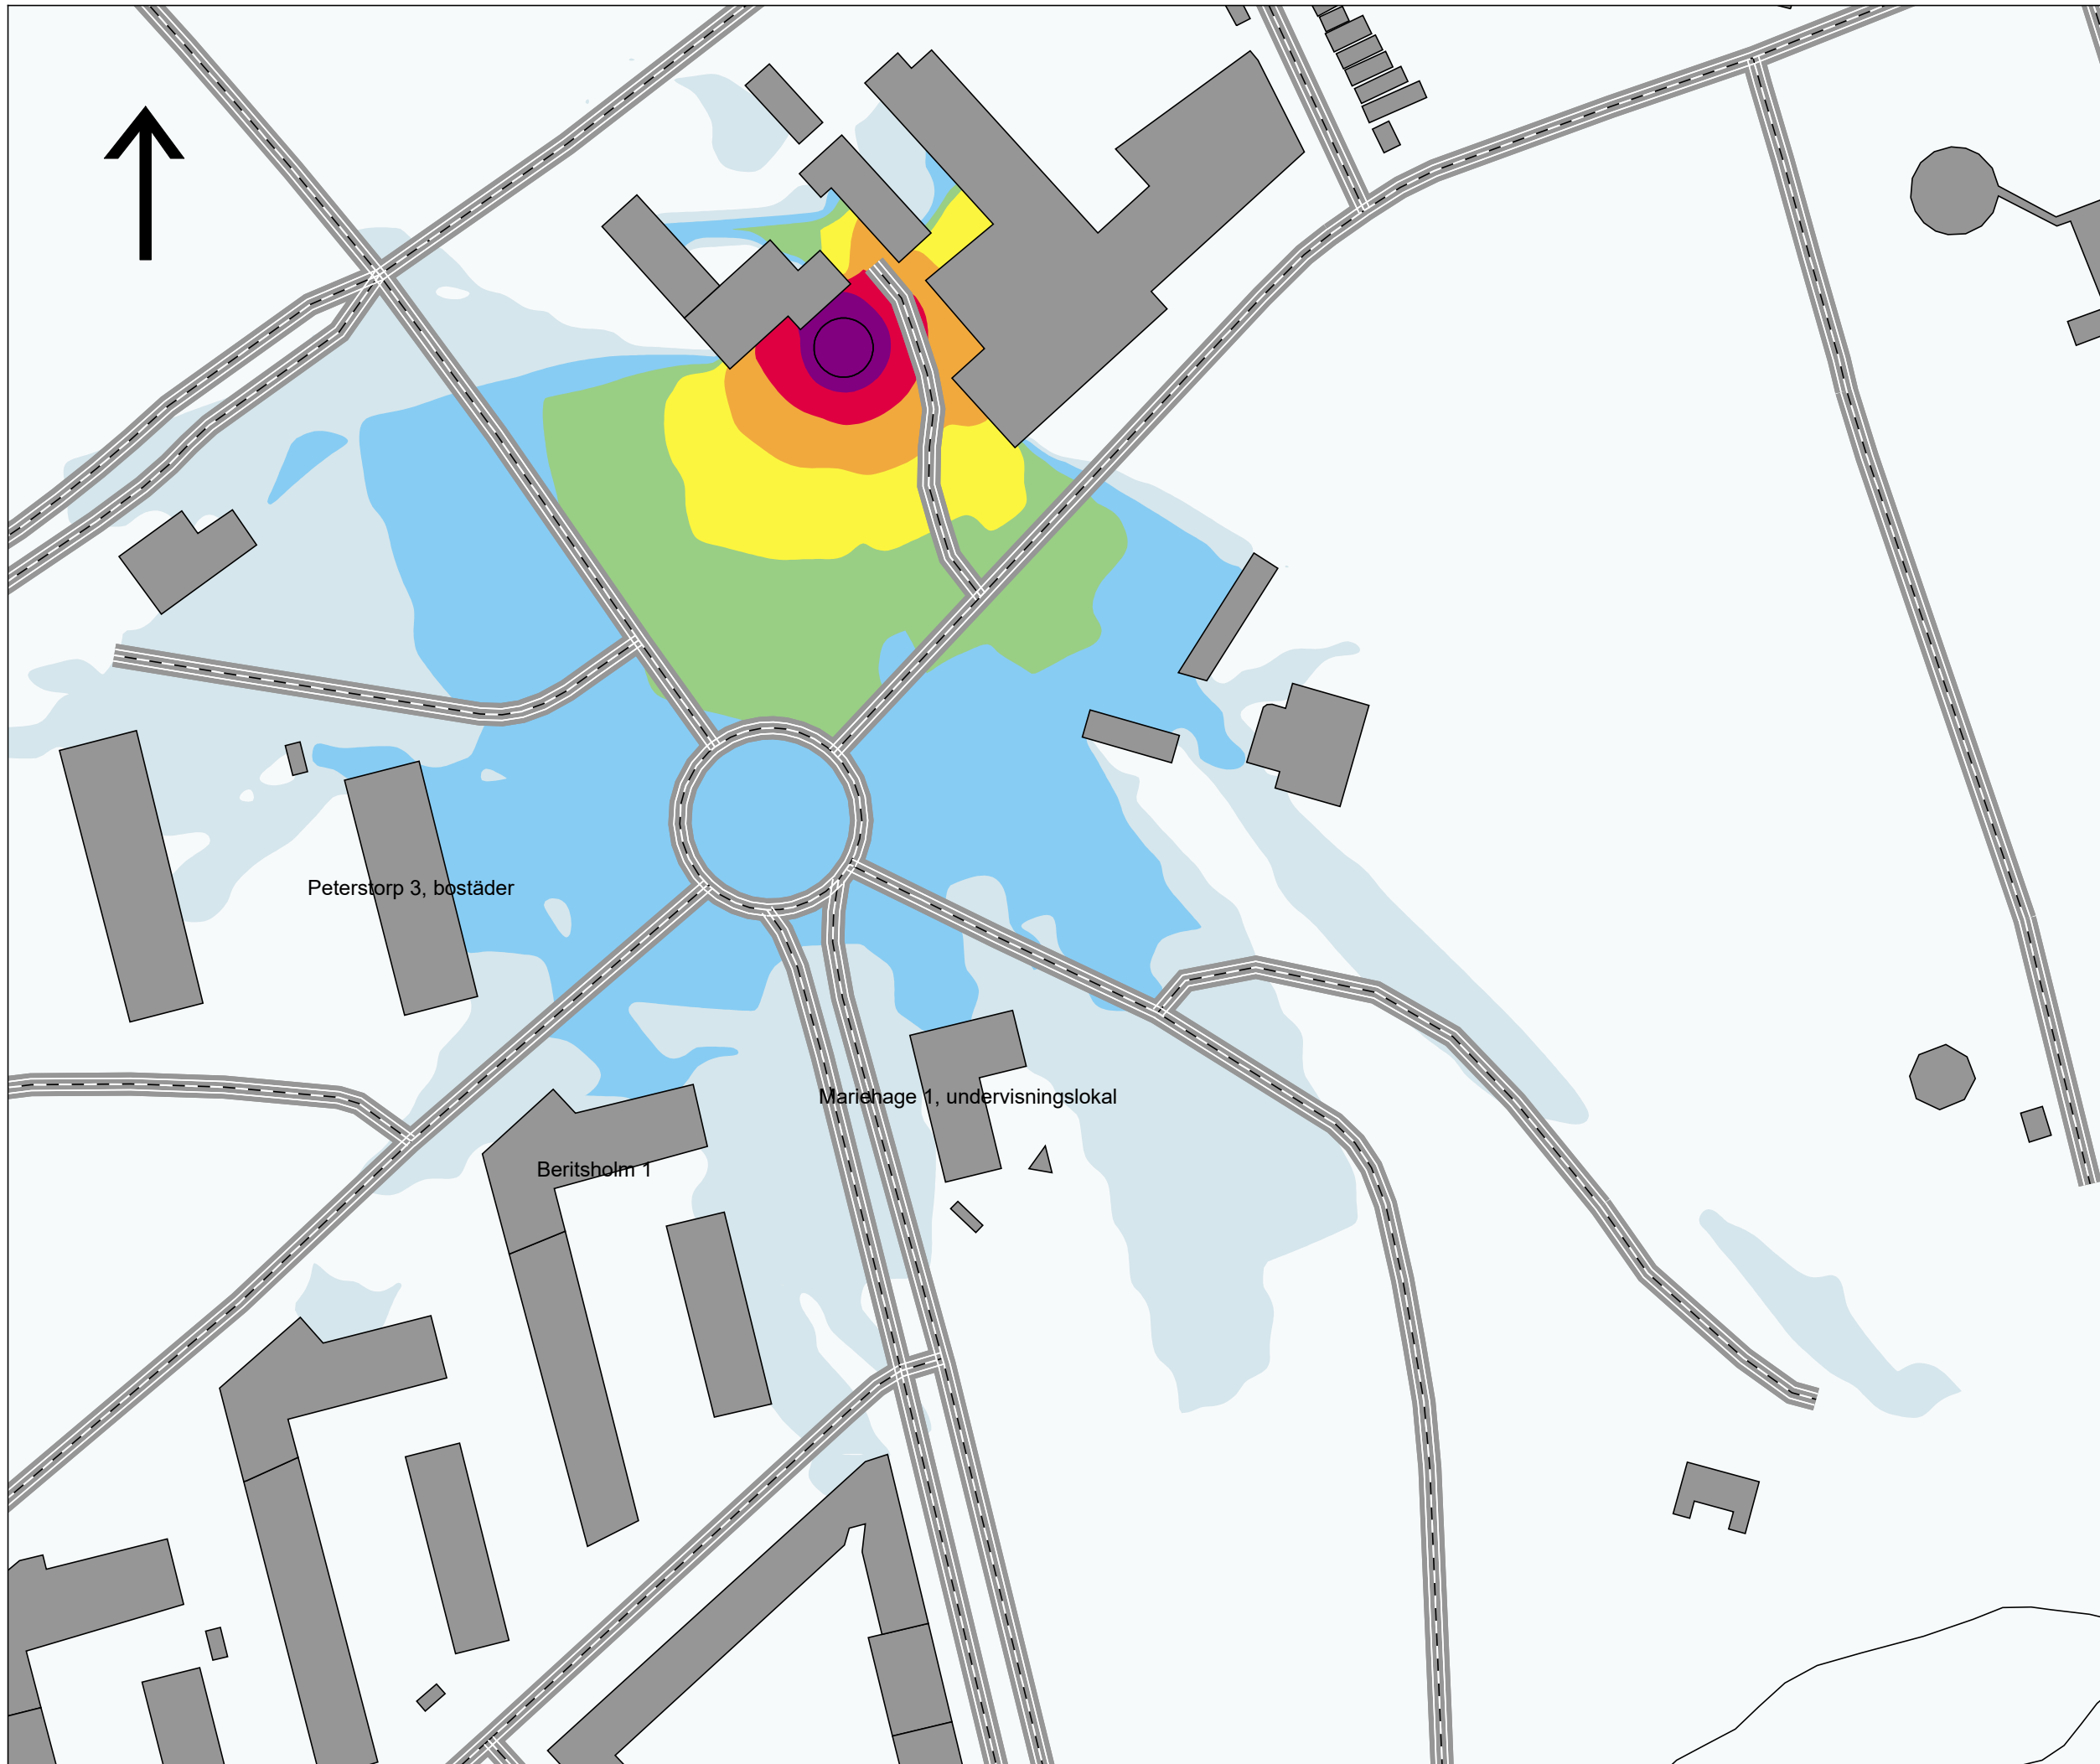 Peterstorp 3, bostäder
Mariehage 1, undervisningslokal
Beritsholm 1